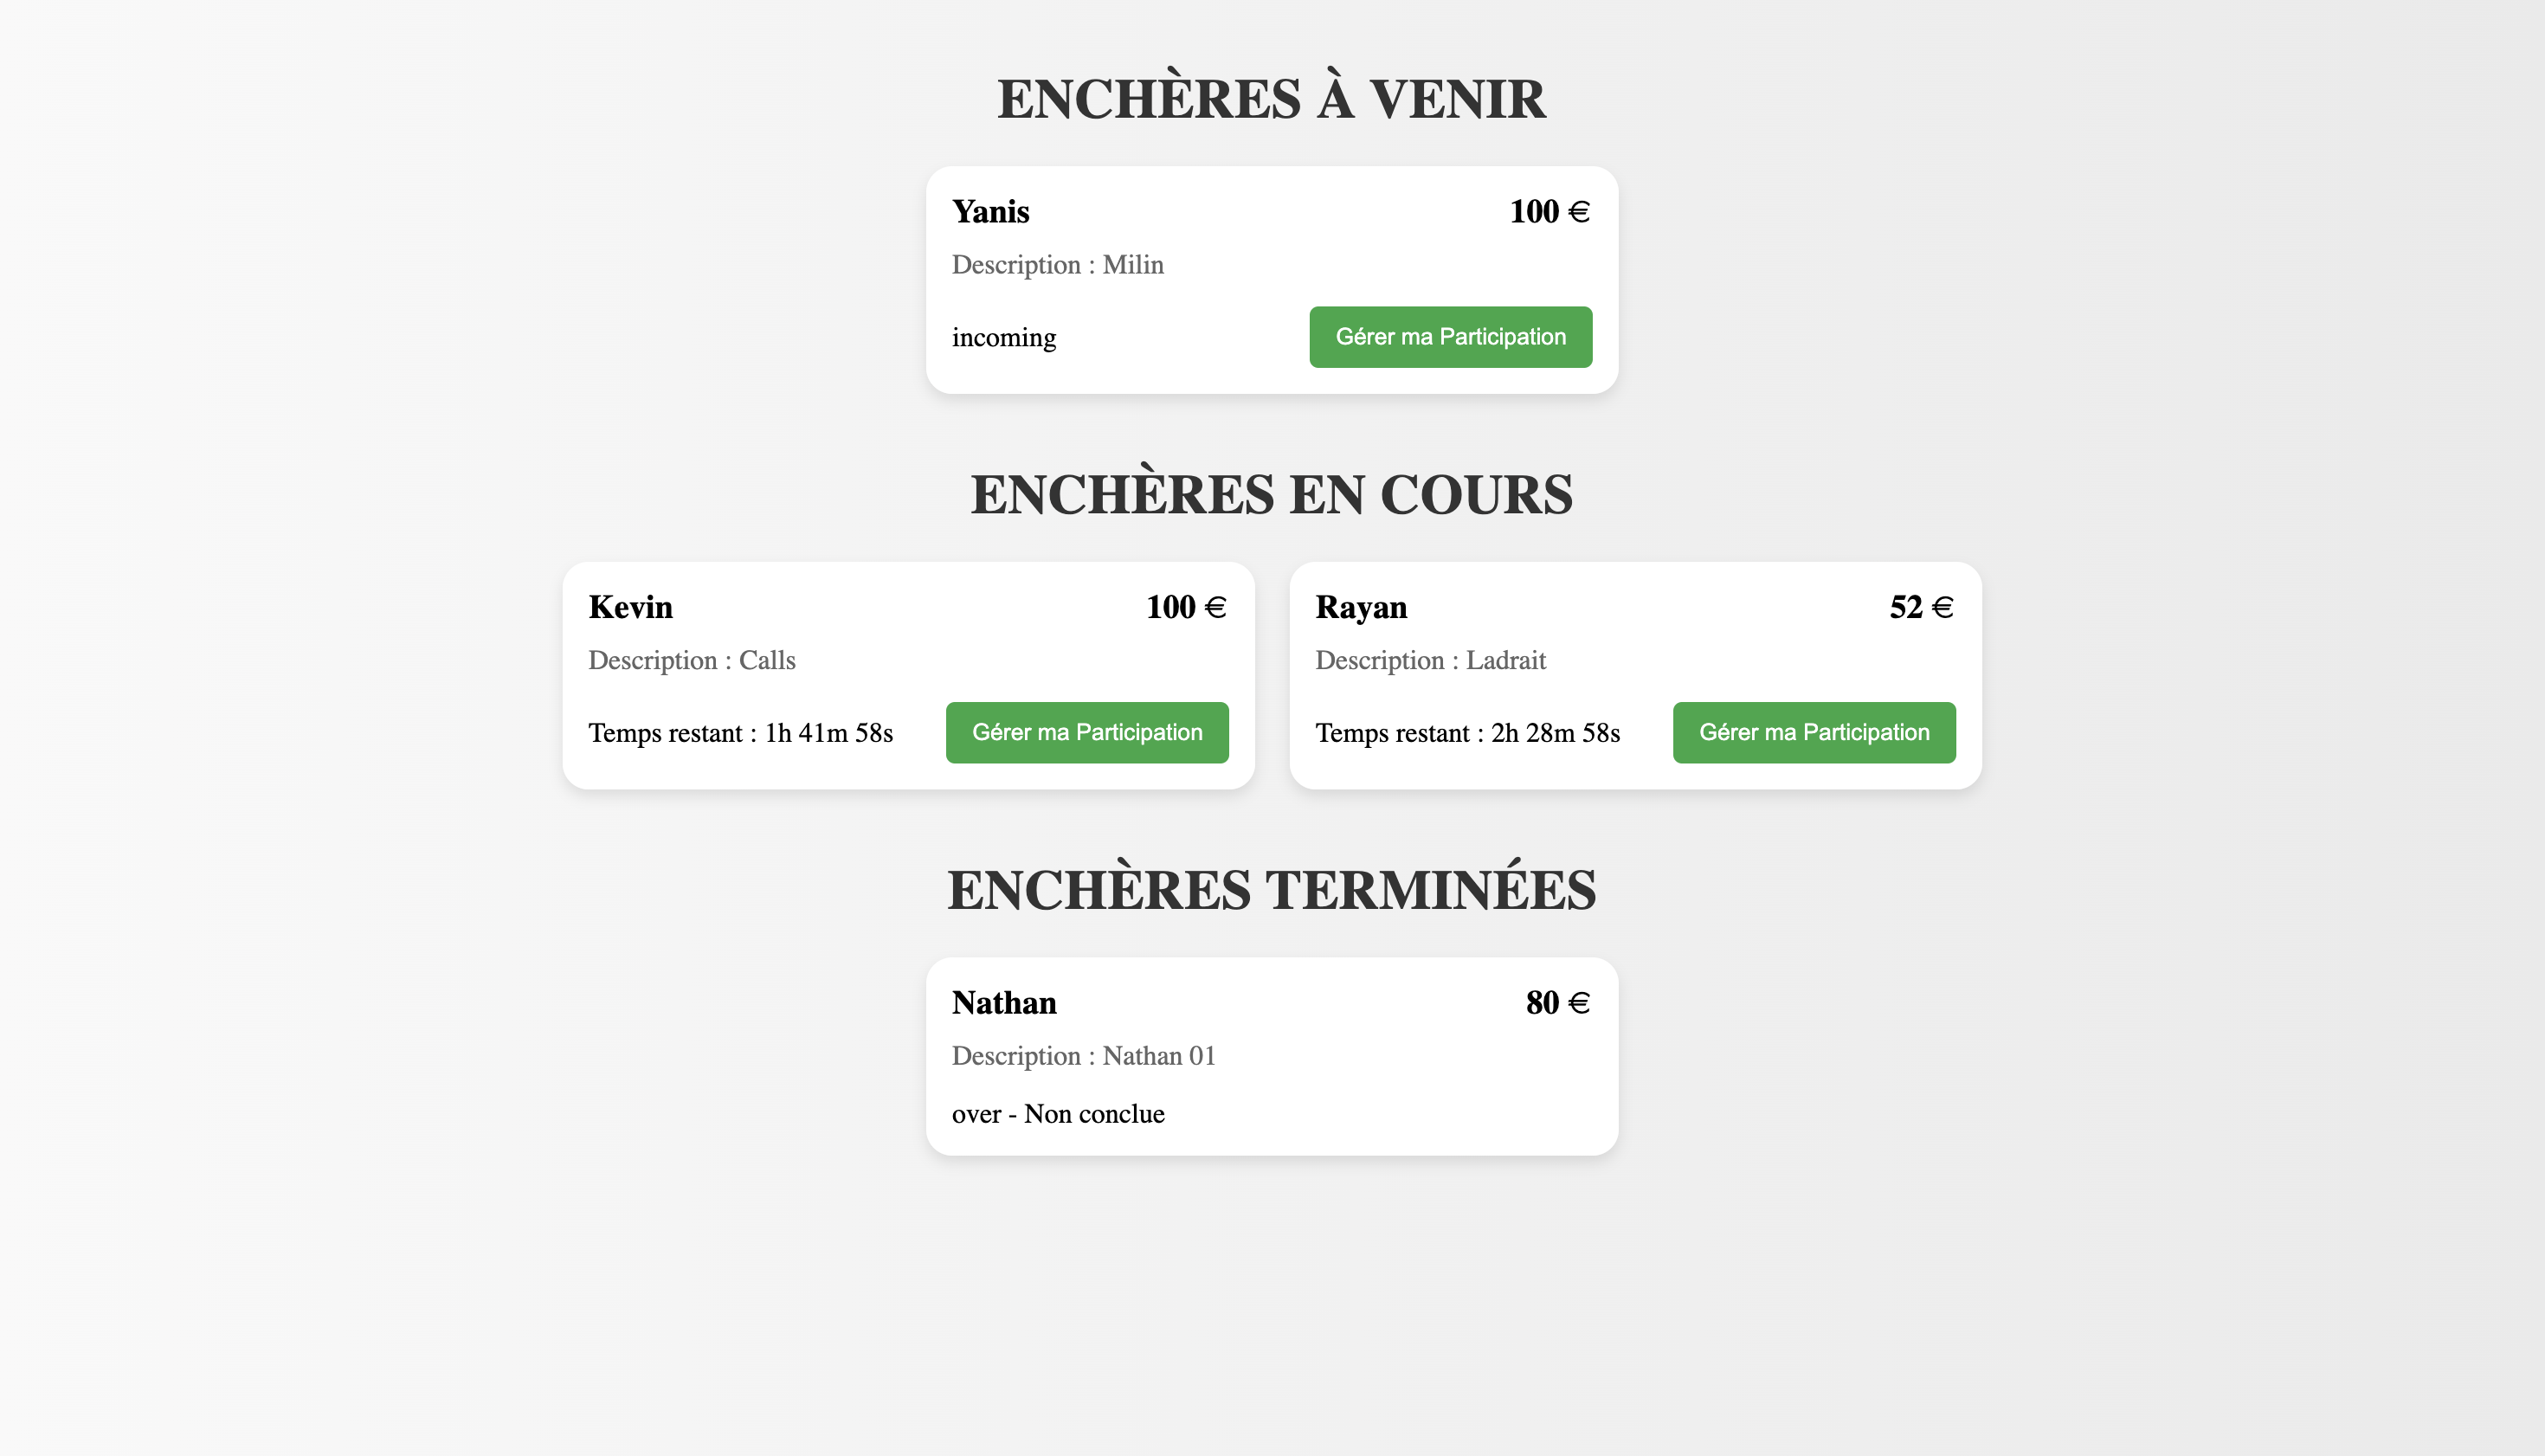 ENCHÈRES À VENIR
Yanis 100 €
Description : Milin
incoming Gérer ma Participation
ENCHÈRES EN COURS
Kevin 100 €
Description : Calls
Temps restant : 1h 41m 58s Gérer ma Participation
Rayan 52 €
Description : Ladrait
Temps restant : 2h 28m 58s Gérer ma Participation
ENCHÈRES TERMINÉES
Nathan 80 €
Description : Nathan 01
over - Non conclue